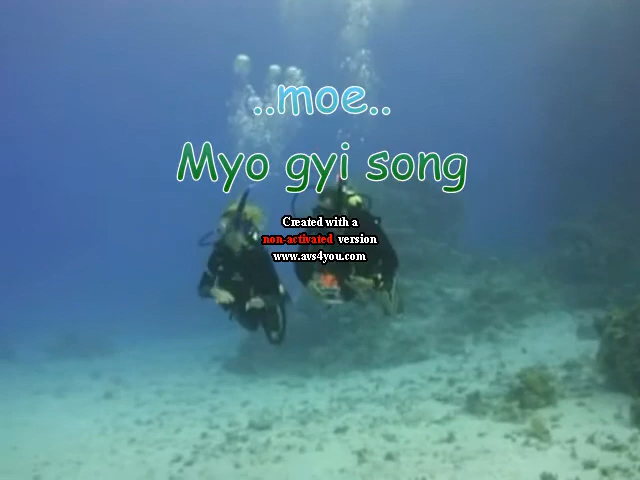 ..moe..
Myo gyi song
Created with a
non-activated version
www.avs4you.com